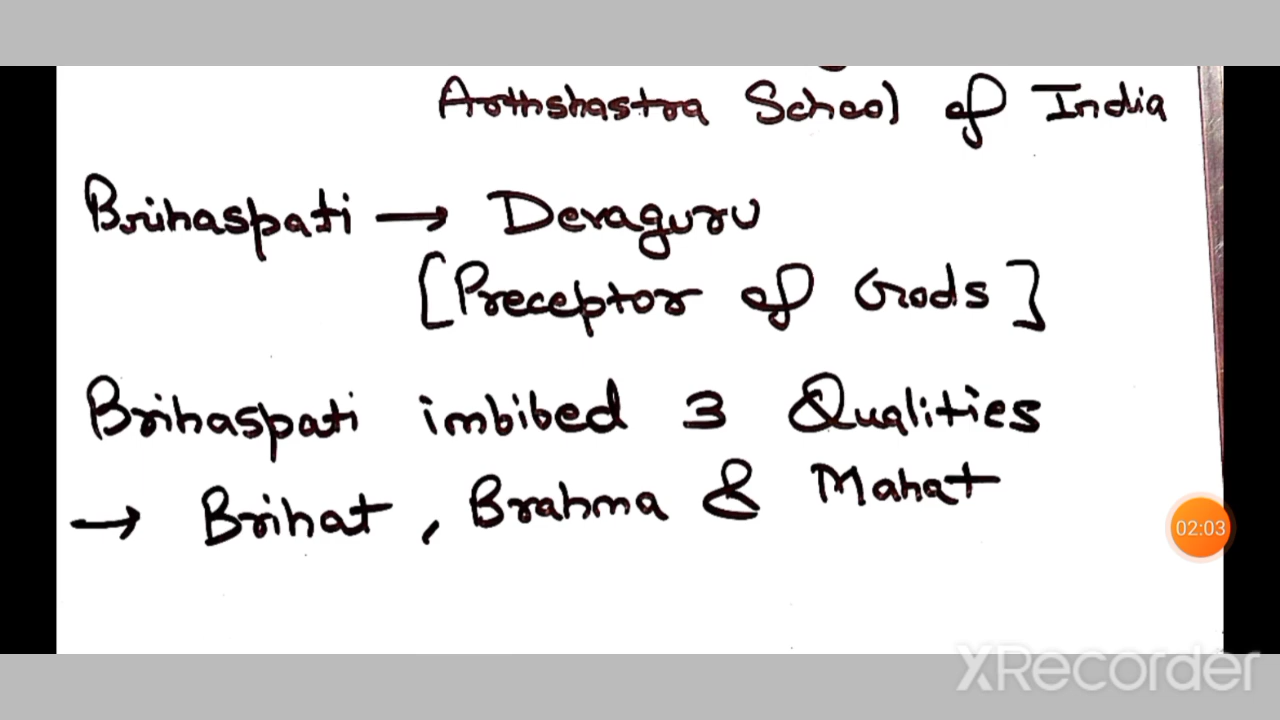 Arthshastra School of India
Brihaspati → Devaguru
[Preceptor of Gods]
Brihaspati imbibed 3 Qualities
→ Brihat, Brahma & Mahat
02:03
XRecorder